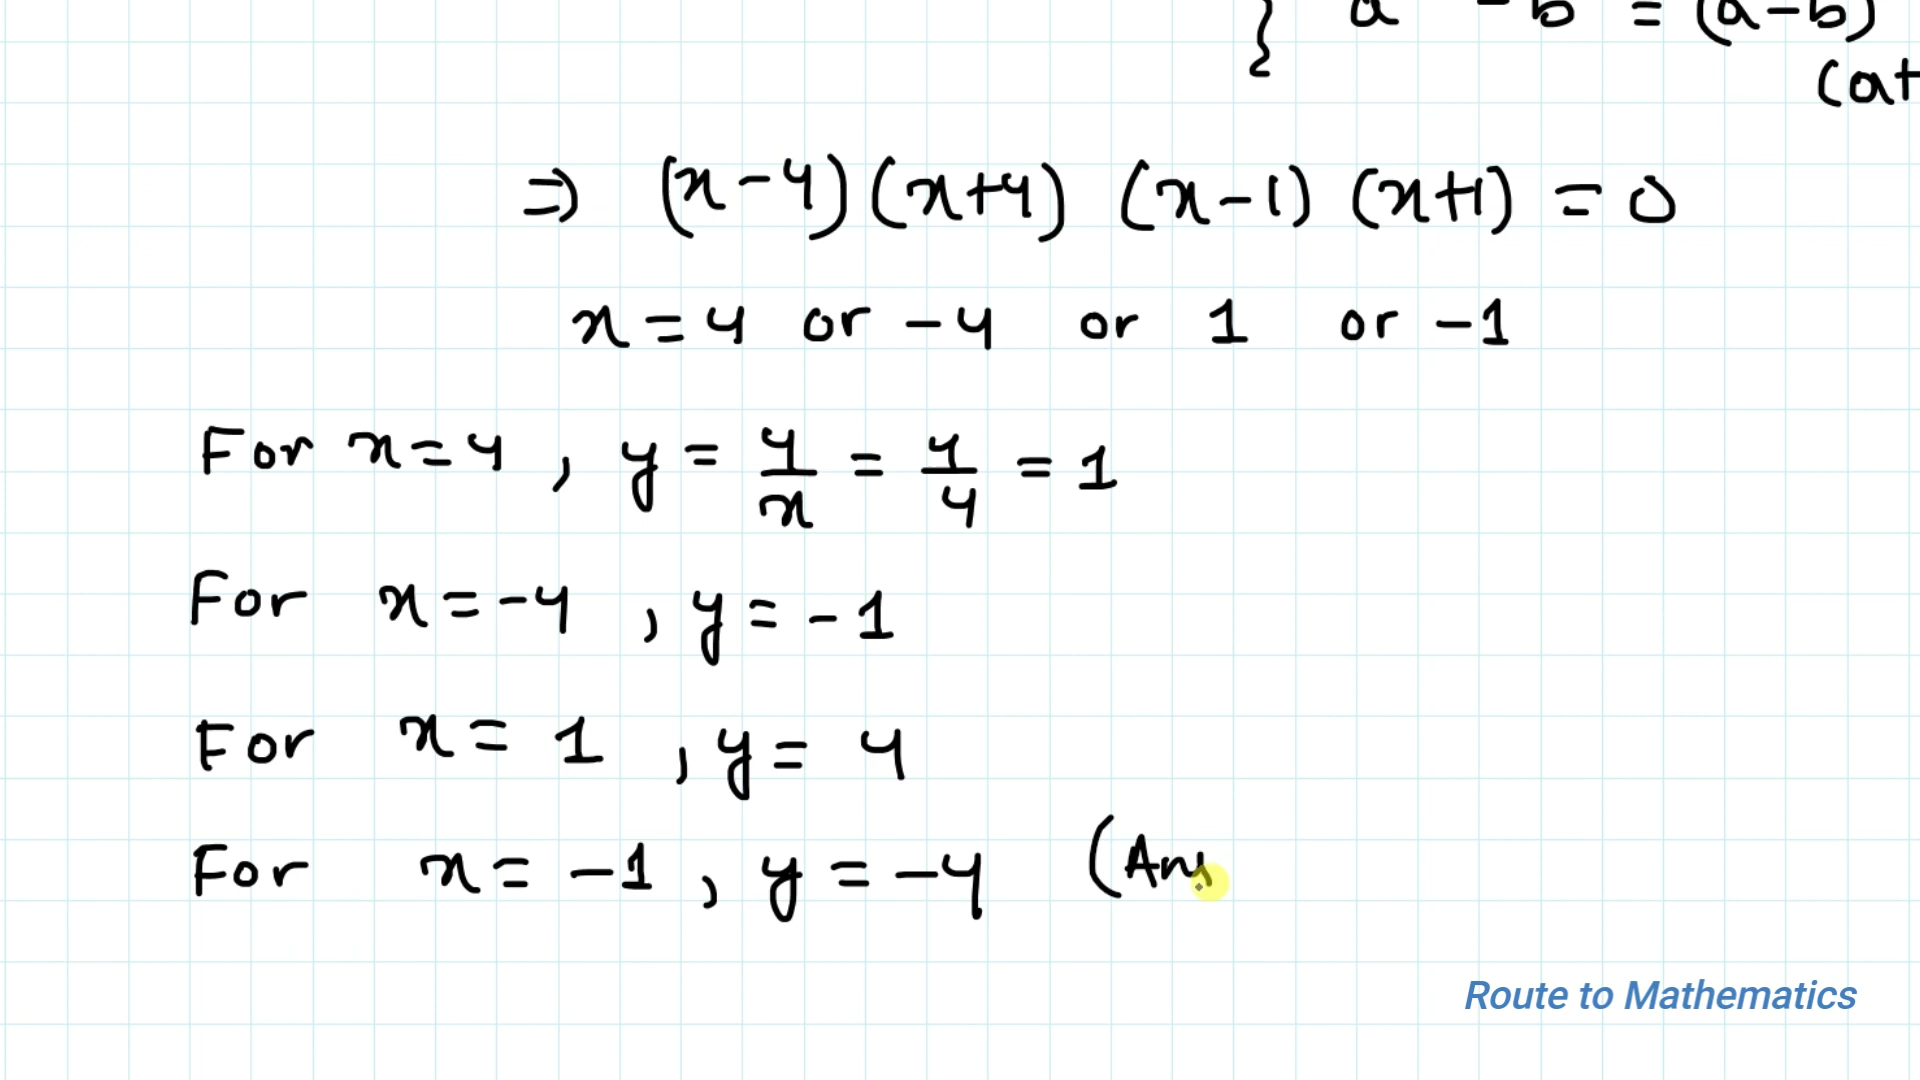 } a - b = (a-b)
(a+
⇒ (x-4)(x+4) (x-1) (x+1) = 0
x = 4 or -4 or 1 or -1
For x=4 , y = 4/x = 4/4 = 1
For x = -4 , y = -1
For x = 1 , y = 4
For x = -1 , y = -4 (Ans
Route to Mathematics